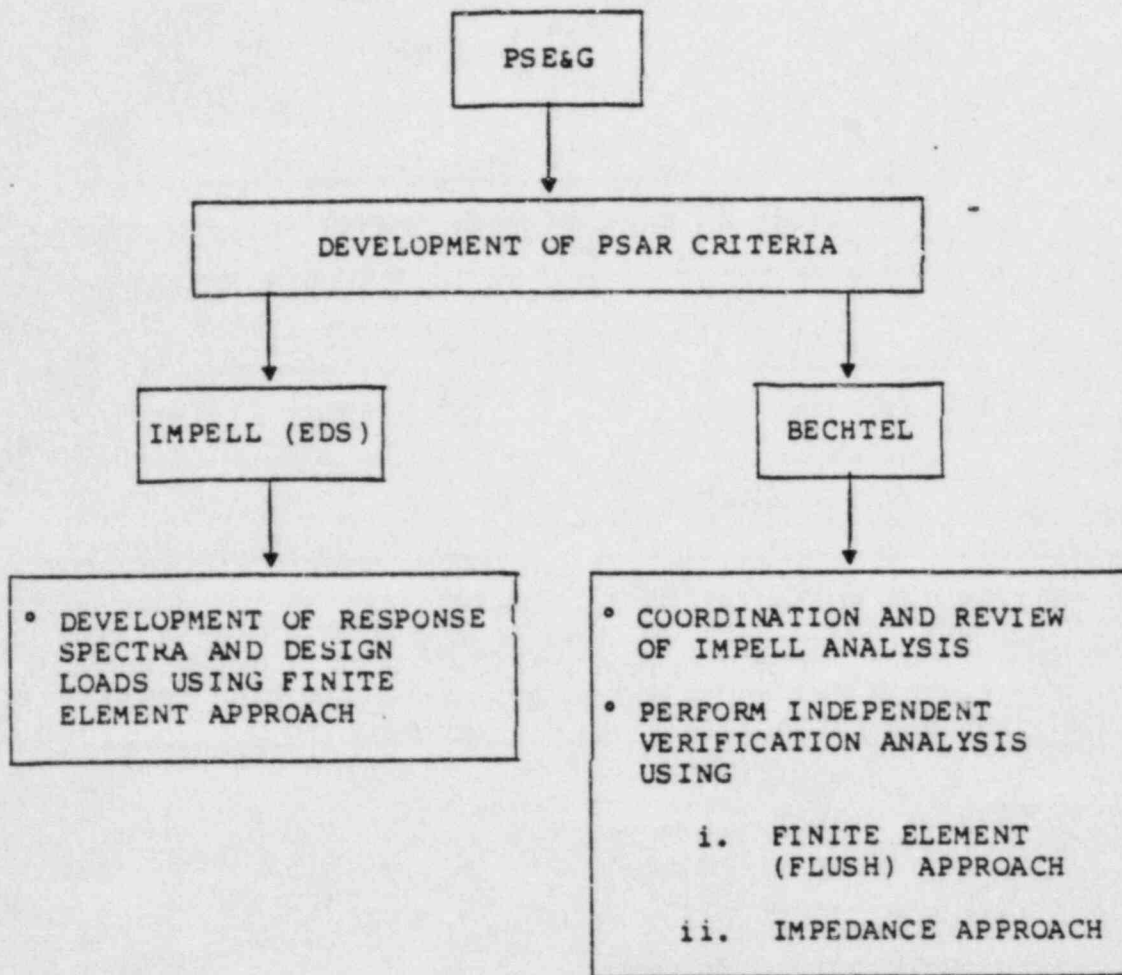 PSE&G
DEVELOPMENT OF PSAR CRITERIA
IMPELL (EDS)
BECHTEL
° DEVELOPMENT OF RESPONSE
SPECTRA AND DESIGN
LOADS USING FINITE
ELEMENT APPROACH
° COORDINATION AND REVIEW
OF IMPELL ANALYSIS
° PERFORM INDEPENDENT
VERIFICATION ANALYSIS
USING
i. FINITE ELEMENT
(FLUSH) APPROACH
ii. IMPEDANCE APPROACH